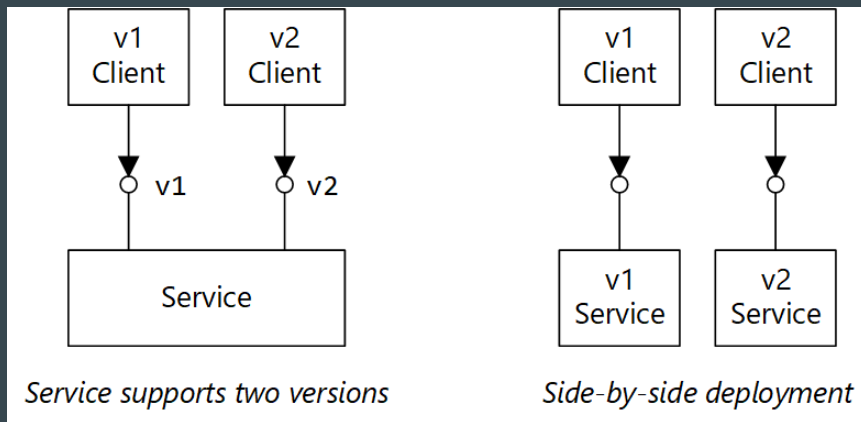 v1
Client
v2
Client
v1
v2
Service
Service supports two versions
v1
Client
v2
Client
v1
Service
v2
Service
Side-by-side deployment